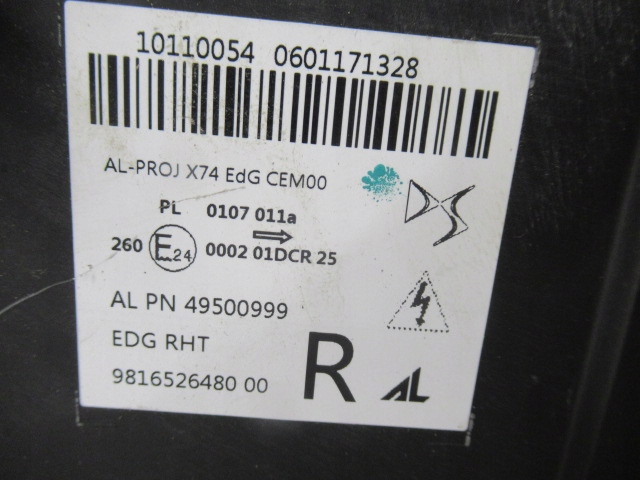 10110054 0601171328
AL-PROJ X74 EdG CEM00
DS
PL 0107 011a
260 E24 0002 01DCR 25
AL PN 49500999
EDG RHT
9816526480 00
R
AL